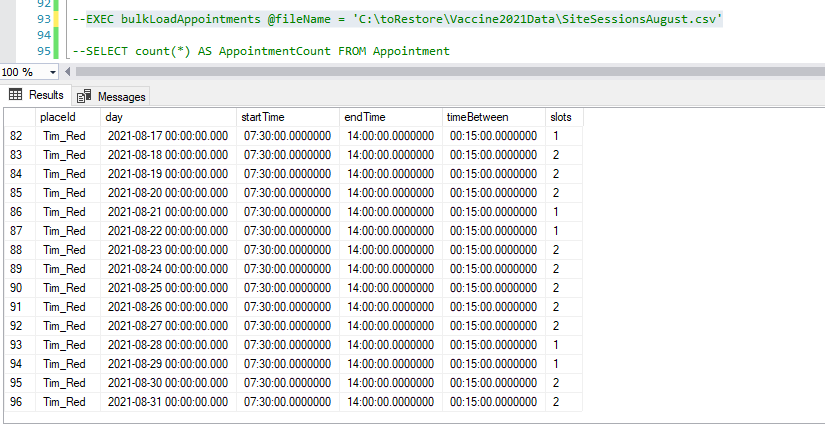 92
93 --EXEC bulkLoadAppointments @fileName = 'C:\toRestore\Vaccine2021Data\SiteSessionsAugust.csv'
94
95 --SELECT count(*) AS AppointmentCount FROM Appointment
100 %
Results Messages
placeId day startTime endTime timeBetween slots
82 Tim_Red 2021-08-17 00:00:00.000 07:30:00.0000000 14:00:00.0000000 00:15:00.0000000 1
83 Tim_Red 2021-08-18 00:00:00.000 07:30:00.0000000 14:00:00.0000000 00:15:00.0000000 2
84 Tim_Red 2021-08-19 00:00:00.000 07:30:00.0000000 14:00:00.0000000 00:15:00.0000000 2
85 Tim_Red 2021-08-20 00:00:00.000 07:30:00.0000000 14:00:00.0000000 00:15:00.0000000 2
86 Tim_Red 2021-08-21 00:00:00.000 07:30:00.0000000 14:00:00.0000000 00:15:00.0000000 1
87 Tim_Red 2021-08-22 00:00:00.000 07:30:00.0000000 14:00:00.0000000 00:15:00.0000000 1
88 Tim_Red 2021-08-23 00:00:00.000 07:30:00.0000000 14:00:00.0000000 00:15:00.0000000 2
89 Tim_Red 2021-08-24 00:00:00.000 07:30:00.0000000 14:00:00.0000000 00:15:00.0000000 2
90 Tim_Red 2021-08-25 00:00:00.000 07:30:00.0000000 14:00:00.0000000 00:15:00.0000000 2
91 Tim_Red 2021-08-26 00:00:00.000 07:30:00.0000000 14:00:00.0000000 00:15:00.0000000 2
92 Tim_Red 2021-08-27 00:00:00.000 07:30:00.0000000 14:00:00.0000000 00:15:00.0000000 2
93 Tim_Red 2021-08-28 00:00:00.000 07:30:00.0000000 14:00:00.0000000 00:15:00.0000000 1
94 Tim_Red 2021-08-29 00:00:00.000 07:30:00.0000000 14:00:00.0000000 00:15:00.0000000 1
95 Tim_Red 2021-08-30 00:00:00.000 07:30:00.0000000 14:00:00.0000000 00:15:00.0000000 2
96 Tim_Red 2021-08-31 00:00:00.000 07:30:00.0000000 14:00:00.0000000 00:15:00.0000000 2